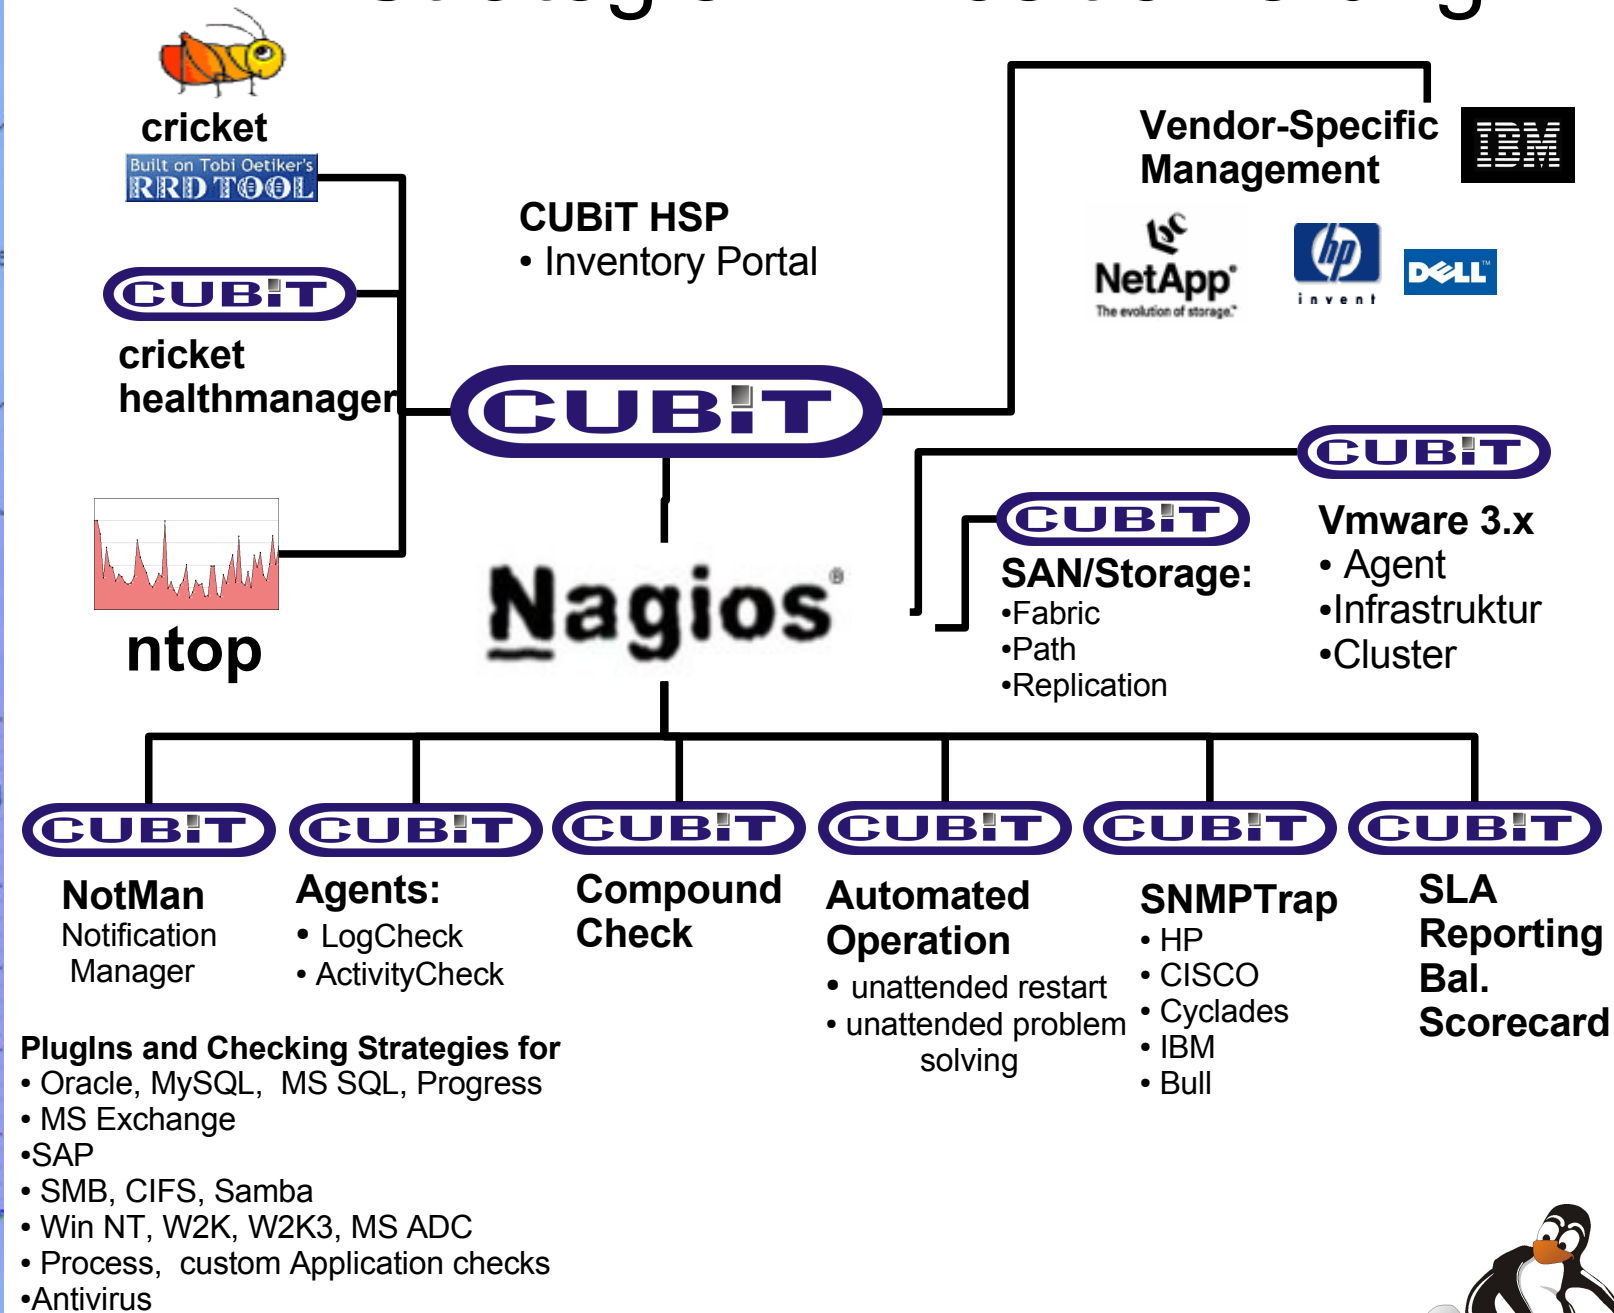 cricket
Built on Tobi Oetiker's
RRD TOOL
CUBiT HSP
• Inventory Portal
Vendor-Specific
Management
IBM
NetApp®
The evolution of storage.™
hp
invent
DELL™
CUBiT
cricket
healthmanager
CUBiT
CUBiT
Vmware 3.x
• Agent
•Infrastruktur
•Cluster
CUBiT
SAN/Storage:
•Fabric
•Path
•Replication
Nagios®
ntop
CUBiT
NotMan
Notification
Manager
CUBiT
Agents:
• LogCheck
• ActivityCheck
CUBiT
Compound
Check
CUBiT
Automated
Operation
• unattended restart
• unattended problem
solving
CUBiT
SNMPTrap
• HP
• CISCO
• Cyclades
• IBM
• Bull
CUBiT
SLA
Reporting
Bal.
Scorecard
PlugIns and Checking Strategies for
• Oracle, MySQL, MS SQL, Progress
• MS Exchange
•SAP
• SMB, CIFS, Samba
• Win NT, W2K, W2K3, MS ADC
• Process, custom Application checks
•Antivirus